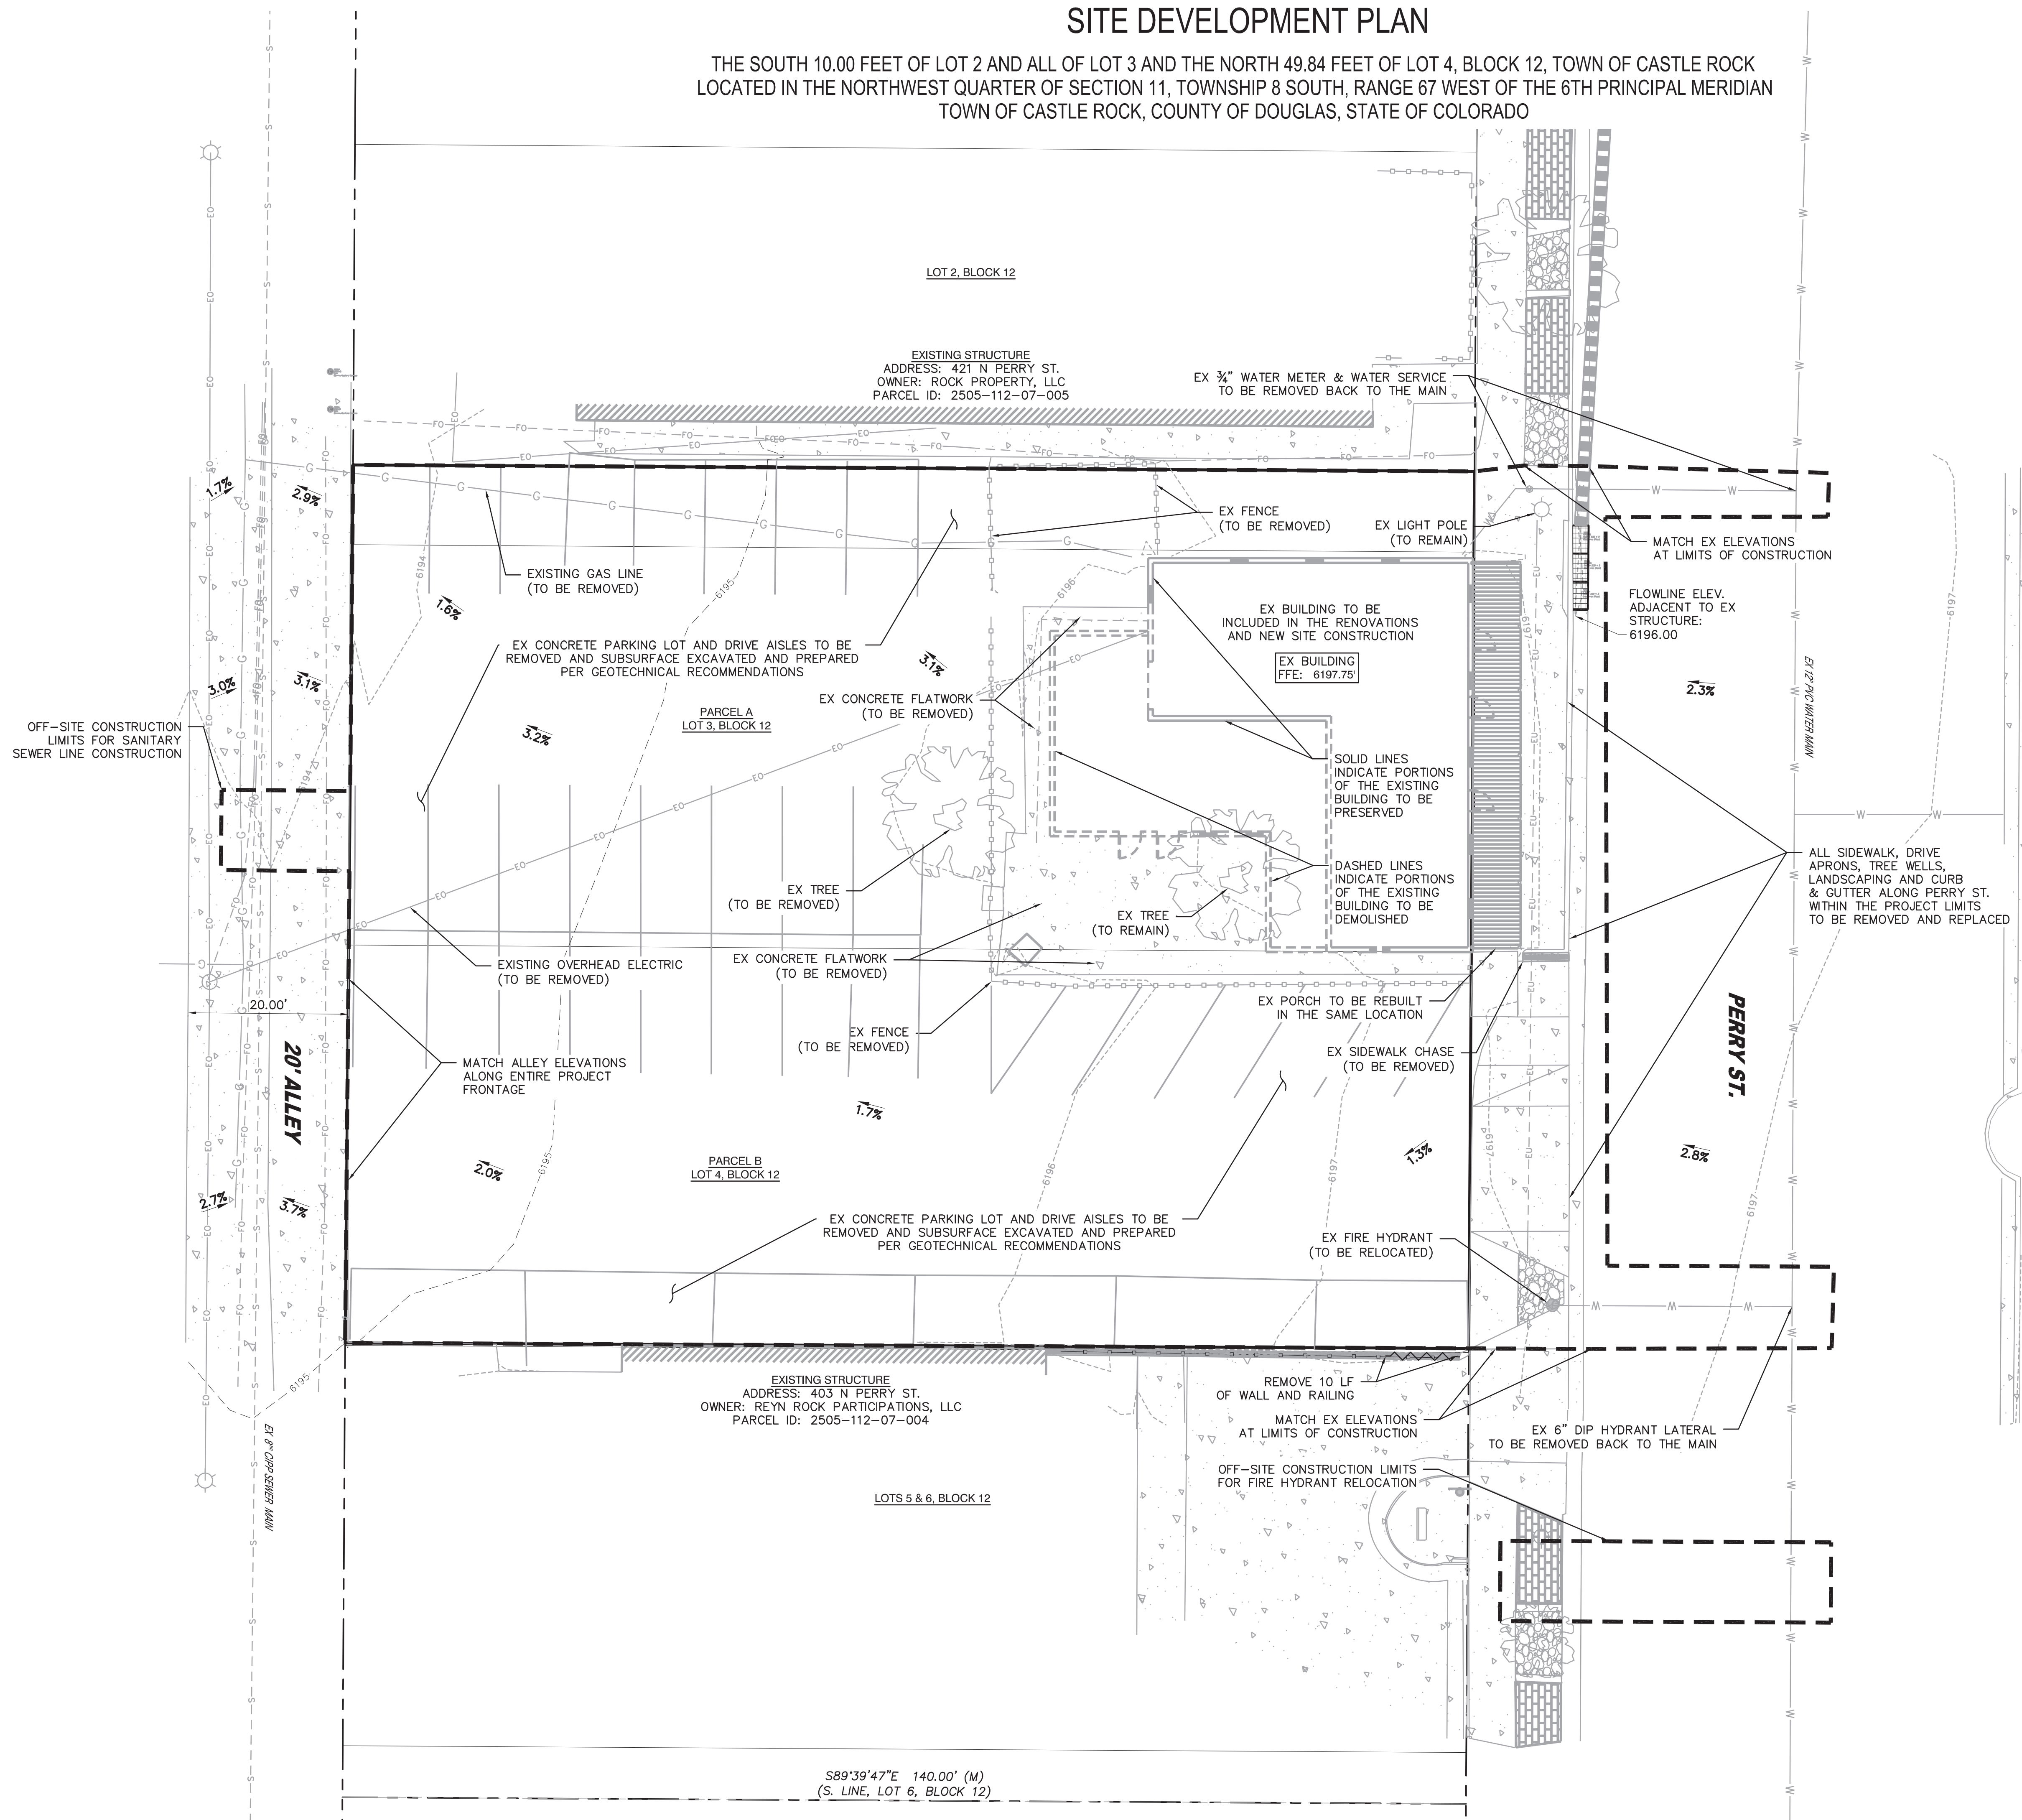 SITE DEVELOPMENT PLAN
THE SOUTH 10.00 FEET OF LOT 2 AND ALL OF LOT 3 AND THE NORTH 49.84 FEET OF LOT 4, BLOCK 12, TOWN OF CASTLE ROCK
LOCATED IN THE NORTHWEST QUARTER OF SECTION 11, TOWNSHIP 8 SOUTH, RANGE 67 WEST OF THE 6TH PRINCIPAL MERIDIAN
TOWN OF CASTLE ROCK, COUNTY OF DOUGLAS, STATE OF COLORADO
LOT 2, BLOCK 12
EXISTING STRUCTURE
ADDRESS: 421 N PERRY ST.
OWNER: ROCK PROPERTY, LLC
PARCEL ID: 2505-112-07-005
EX ¾" WATER METER & WATER SERVICE
TO BE REMOVED BACK TO THE MAIN
1.7%
2.9%
EX FENCE
(TO BE REMOVED)
EX LIGHT POLE
(TO REMAIN)
MATCH EX ELEVATIONS
AT LIMITS OF CONSTRUCTION
EXISTING GAS LINE
(TO BE REMOVED)
6194
6195
6196
6197
6197
1.6%
FLOWLINE ELEV.
ADJACENT TO EX
STRUCTURE:
6196.00
EX BUILDING TO BE
INCLUDED IN THE RENOVATIONS
AND NEW SITE CONSTRUCTION
EX BUILDING
FFE: 6197.75'
EX CONCRETE PARKING LOT AND DRIVE AISLES TO BE
REMOVED AND SUBSURFACE EXCAVATED AND PREPARED
PER GEOTECHNICAL RECOMMENDATIONS
3.1%
3.0%
3.1%
2.3%
EX 12" PVC WATER MAIN
EX CONCRETE FLATWORK
(TO BE REMOVED)
PARCEL A
LOT 3, BLOCK 12
3.2%
OFF-SITE CONSTRUCTION
LIMITS FOR SANITARY
SEWER LINE CONSTRUCTION
6194
SOLID LINES
INDICATE PORTIONS
OF THE EXISTING
BUILDING TO BE
PRESERVED
DASHED LINES
INDICATE PORTIONS
OF THE EXISTING
BUILDING TO BE
DEMOLISHED
ALL SIDEWALK, DRIVE
APRONS, TREE WELLS,
LANDSCAPING AND CURB
& GUTTER ALONG PERRY ST.
WITHIN THE PROJECT LIMITS
TO BE REMOVED AND REPLACED
EX TREE
(TO BE REMOVED)
EX TREE
(TO REMAIN)
EX CONCRETE FLATWORK
(TO BE REMOVED)
EXISTING OVERHEAD ELECTRIC
(TO BE REMOVED)
20.00'
EX PORCH TO BE REBUILT
IN THE SAME LOCATION
EX FENCE
(TO BE REMOVED)
EX SIDEWALK CHASE
(TO BE REMOVED)
PERRY ST.
20' ALLEY
MATCH ALLEY ELEVATIONS
ALONG ENTIRE PROJECT
FRONTAGE
1.7%
1.3%
2.8%
6195
6196
6197
6197
6197
PARCEL B
LOT 4, BLOCK 12
2.0%
2.7%
3.7%
EX CONCRETE PARKING LOT AND DRIVE AISLES TO BE
REMOVED AND SUBSURFACE EXCAVATED AND PREPARED
PER GEOTECHNICAL RECOMMENDATIONS
EX FIRE HYDRANT
(TO BE RELOCATED)
6195
EXISTING STRUCTURE
ADDRESS: 403 N PERRY ST.
OWNER: REYN ROCK PARTICIPATIONS, LLC
PARCEL ID: 2505-112-07-004
REMOVE 10 LF
OF WALL AND RAILING
MATCH EX ELEVATIONS
AT LIMITS OF CONSTRUCTION
EX 6" DIP HYDRANT LATERAL
TO BE REMOVED BACK TO THE MAIN
EX 8" CIPP SEWER MAIN
OFF-SITE CONSTRUCTION LIMITS
FOR FIRE HYDRANT RELOCATION
LOTS 5 & 6, BLOCK 12
S89°39'47"E 140.00' (M)
(S. LINE, LOT 6, BLOCK 12)